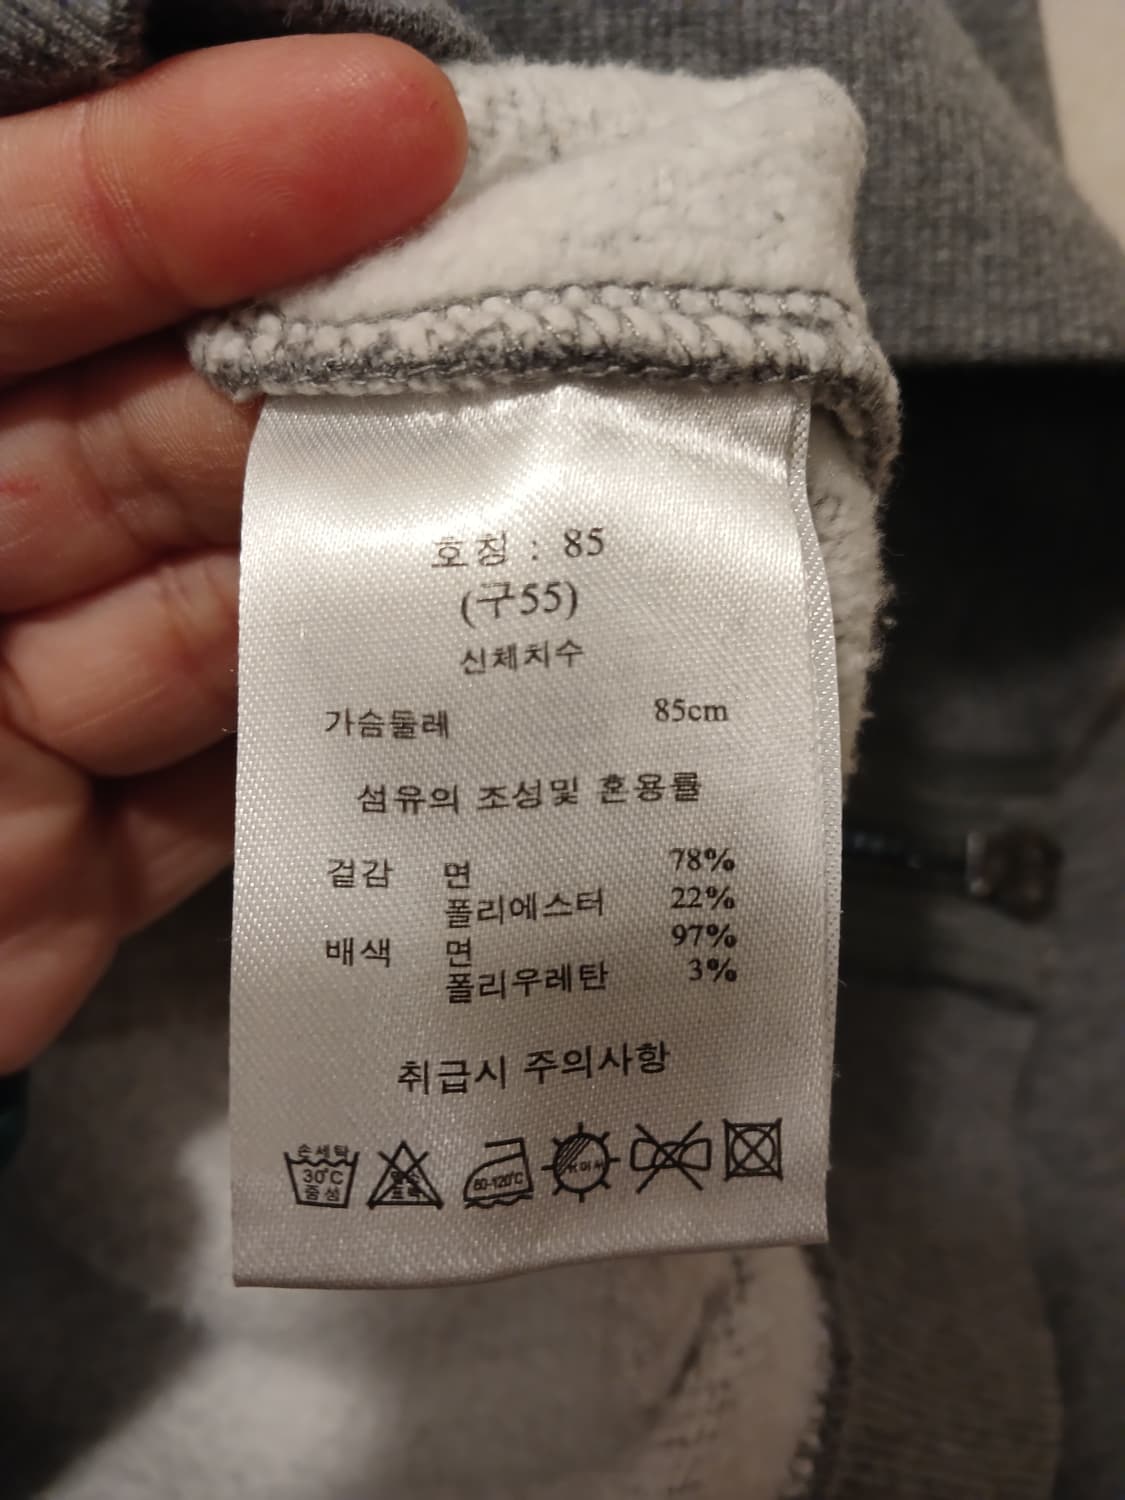 호칭 : 85
(구55)
신체치수
가슴둘레 85cm
섬유의 조성및 혼용률
겉감 면 78%
폴리에스터 22%
배색 면 97%
폴리우레탄 3%
취급시 주의사항
손세탁
30°C
중성
80-120°C